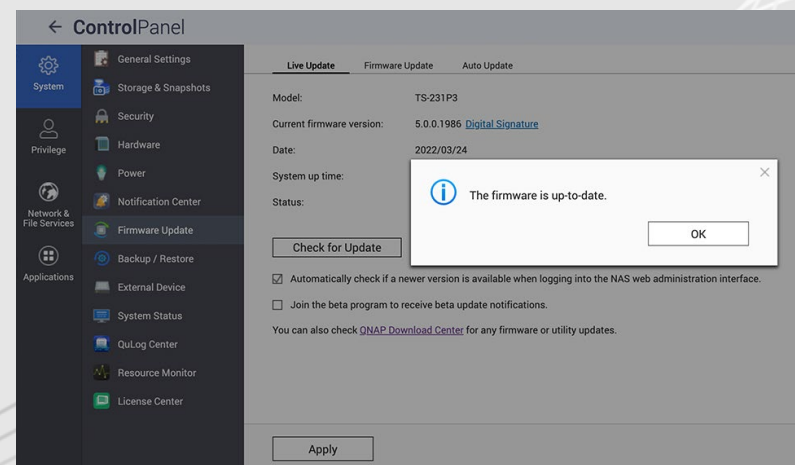 ← ControlPanel
System
Privilege
Network &
File Services
Applications
General Settings
Storage & Snapshots
Security
Hardware
Power
Notification Center
Firmware Update
Backup / Restore
External Device
System Status
QuLog Center
Resource Monitor
License Center
Live Update Firmware Update Auto Update
Model: TS-231P3
Current firmware version: 5.0.0.1986 Digital Signature
Date: 2022/03/24
System up time:
Status:
The firmware is up-to-date.
OK
Check for Update
Automatically check if a newer version is available when logging into the NAS web administration interface.
Join the beta program to receive beta update notifications.
You can also check QNAP Download Center for any firmware or utility updates.
Apply